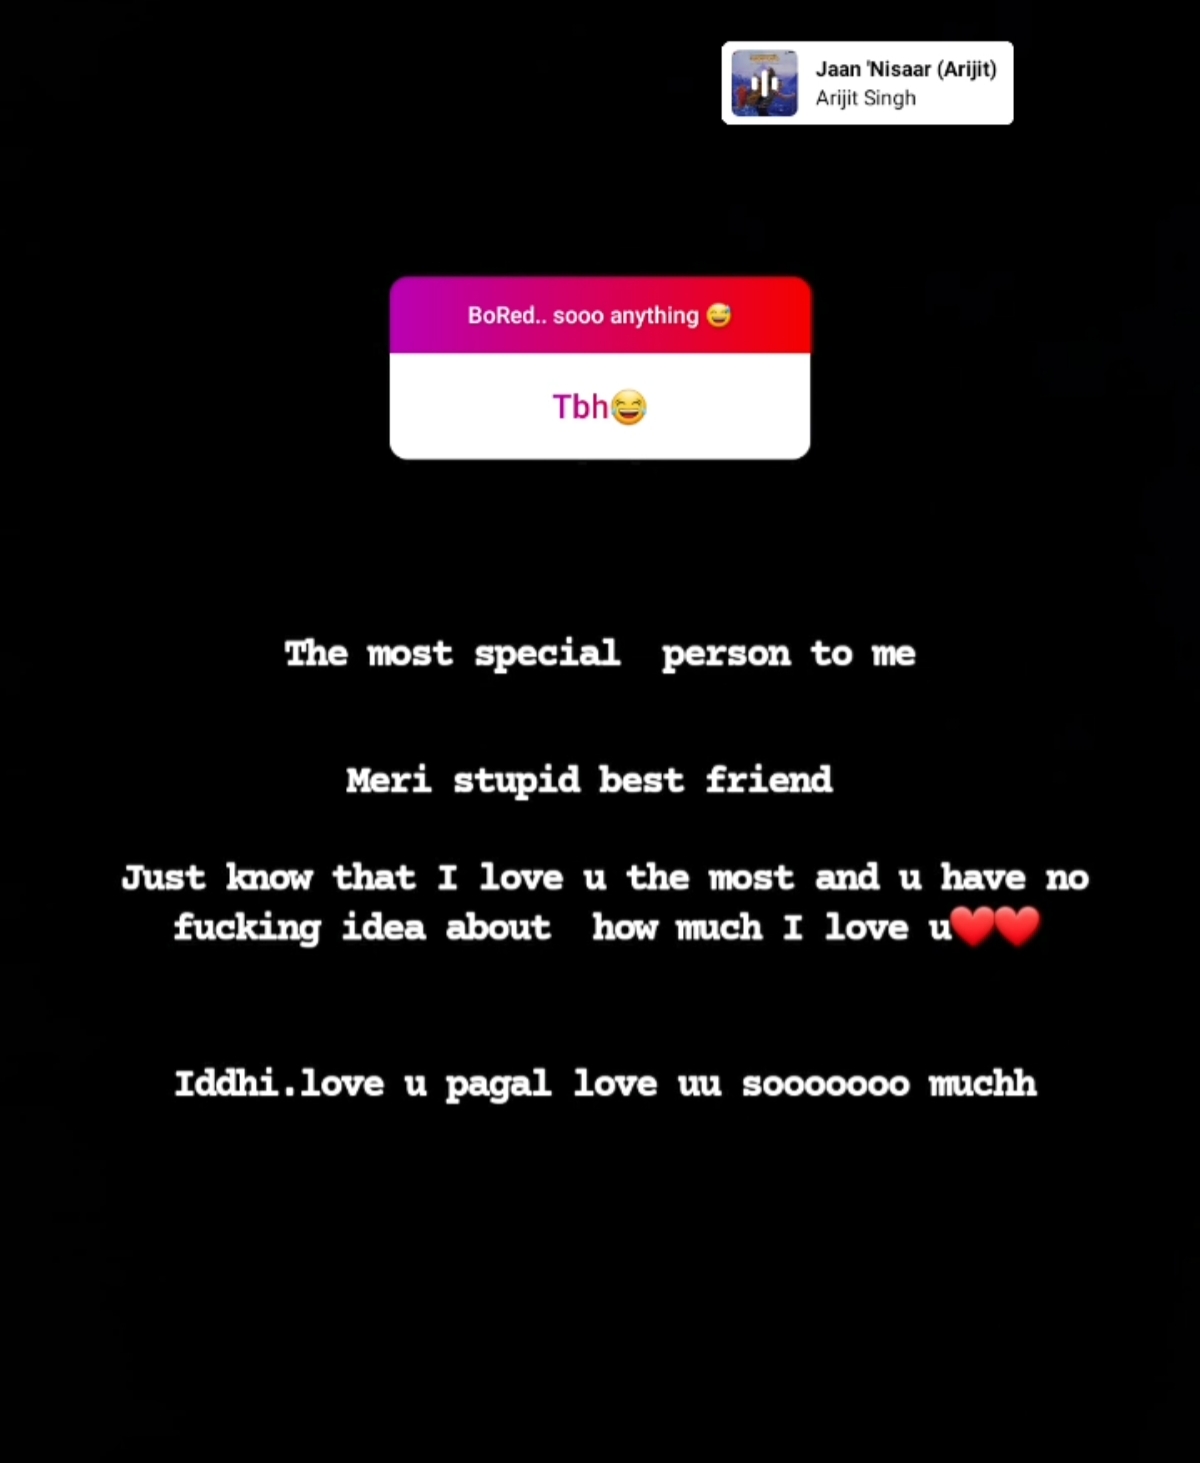 Jaan 'Nisaar (Arijit)
Arijit Singh
BoRed.. sooo anything 😅
Tbh😂
The most special  person to me
Meri stupid best friend
Just know that I love u the most and u have no
fucking idea about  how much I love u❤️❤️
Iddhi.love u pagal love uu sooooooo muchh